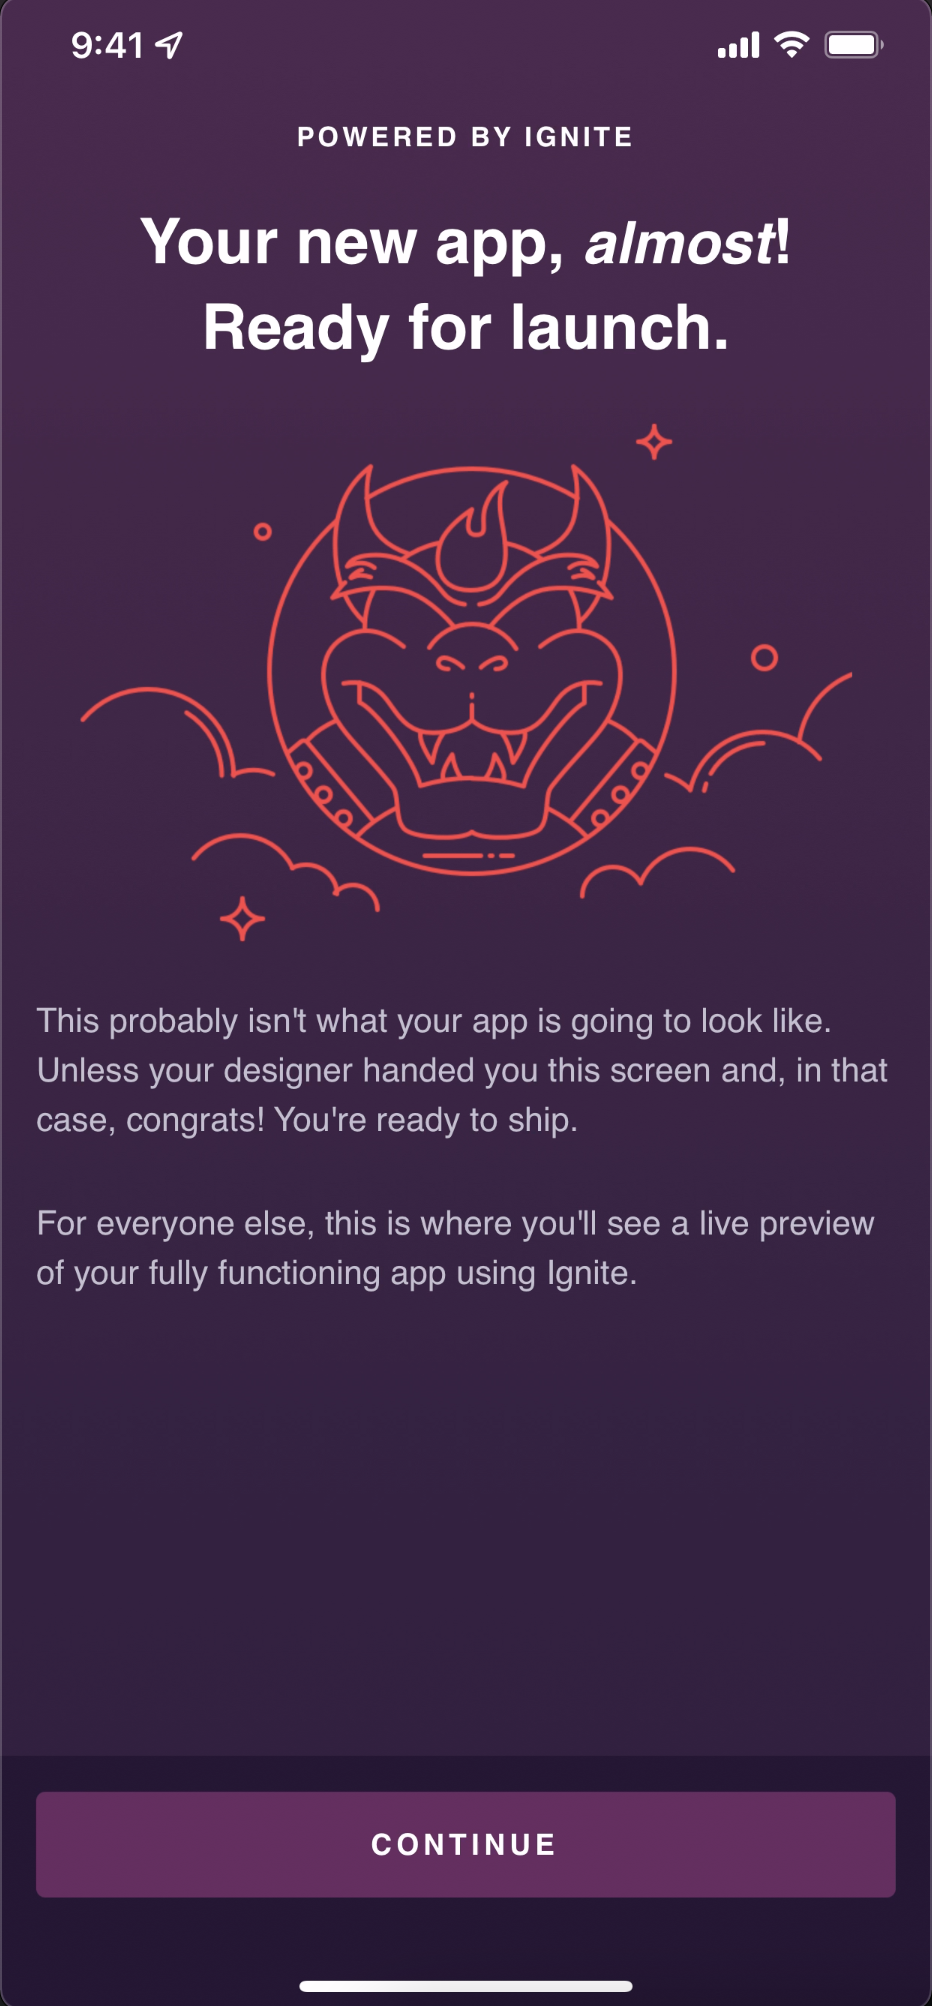 9:41
POWERED BY IGNITE
Your new app, almost!
Ready for launch.
This probably isn't what your app is going to look like.
Unless your designer handed you this screen and, in that
case, congrats! You're ready to ship.
For everyone else, this is where you'll see a live preview
of your fully functioning app using Ignite.
CONTINUE